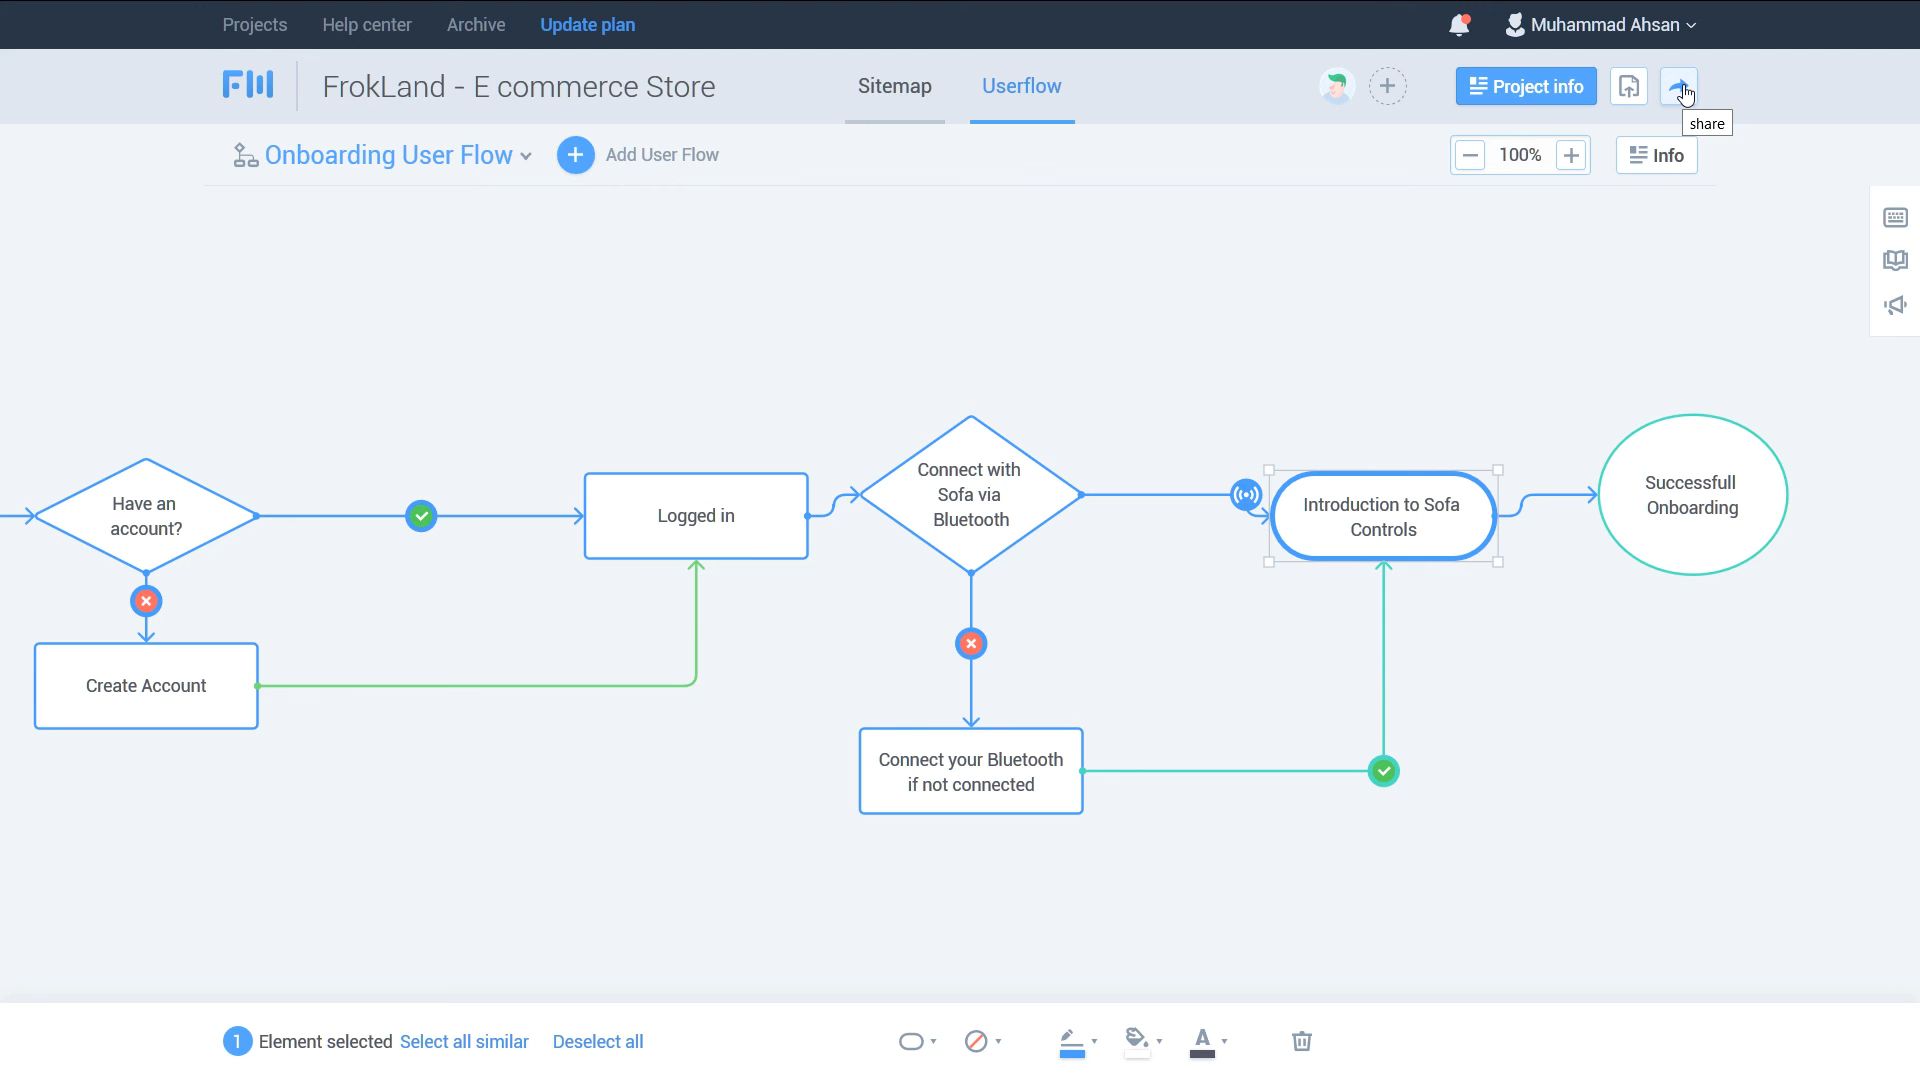 Projects Help center Archive Update plan Muhammad Ahsan
FrokLand - E commerce Store Sitemap Userflow Project info
share
Onboarding User Flow Add User Flow 100% Info
Have an
account?
Logged in
Connect with
Sofa via
Bluetooth
Introduction to Sofa
Controls
Successfull
Onboarding
Create Account
Connect your Bluetooth
if not connected
1 Element selected Select all similar Deselect all
A